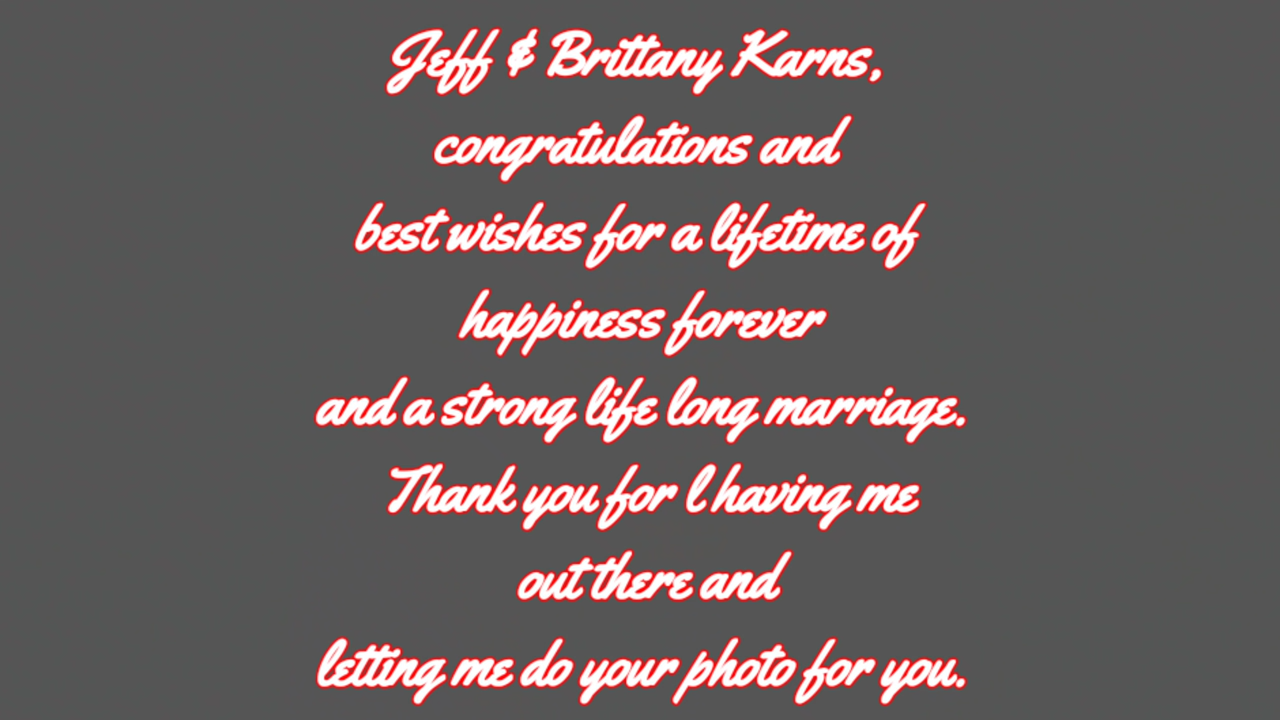 Jeff & Brittany Karns,
congratulations and
best wishes for a lifetime of
happiness forever
and a strong life long marriage.
Thank you for l having me
out there and
letting me do your photo for you.